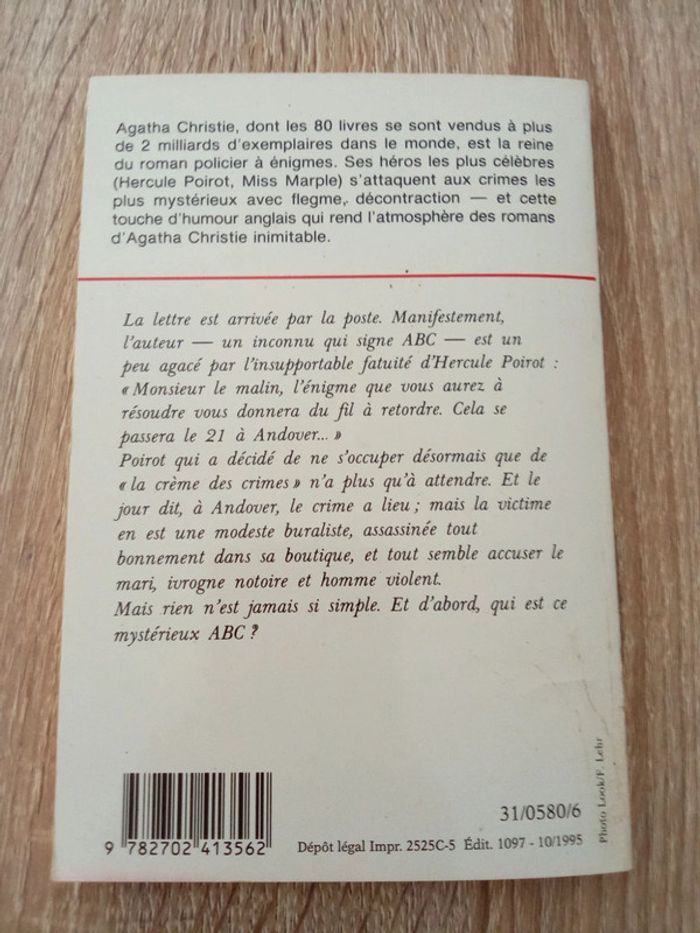 Agatha Christie, dont les 80 livres se sont vendus à plus
de 2 milliards d'exemplaires dans le monde, est la reine
du roman policier à énigmes. Ses héros les plus célèbres
(Hercule Poirot, Miss Marple) s'attaquent aux crimes les
plus mystérieux avec flegme, décontraction — et cette
touche d'humour anglais qui rend l'atmosphère des romans
d'Agatha Christie inimitable.
La lettre est arrivée par la poste. Manifestement,
l'auteur — un inconnu qui signe ABC — est un
peu agacé par l'insupportable fatuité d'Hercule Poirot :
« Monsieur le malin, l'énigme que vous aurez à
résoudre vous donnera du fil à retordre. Cela se
passera le 21 à Andover... »
Poirot qui a décidé de ne s'occuper désormais que de
« la crème des crimes » n'a plus qu'à attendre. Et le
jour dit, à Andover, le crime a lieu ; mais la victime
en est une modeste buraliste, assassinée tout
bonnement dans sa boutique, et tout semble accuser le
mari, ivrogne notoire et homme violent.
Mais rien n'est jamais si simple. Et d'abord, qui est ce
mystérieux ABC ?
31/0580/6
9 782702 413562
Dépôt légal Impr. 2525C-5 Édit. 1097 - 10/1995
Photo Look/F. Lehr